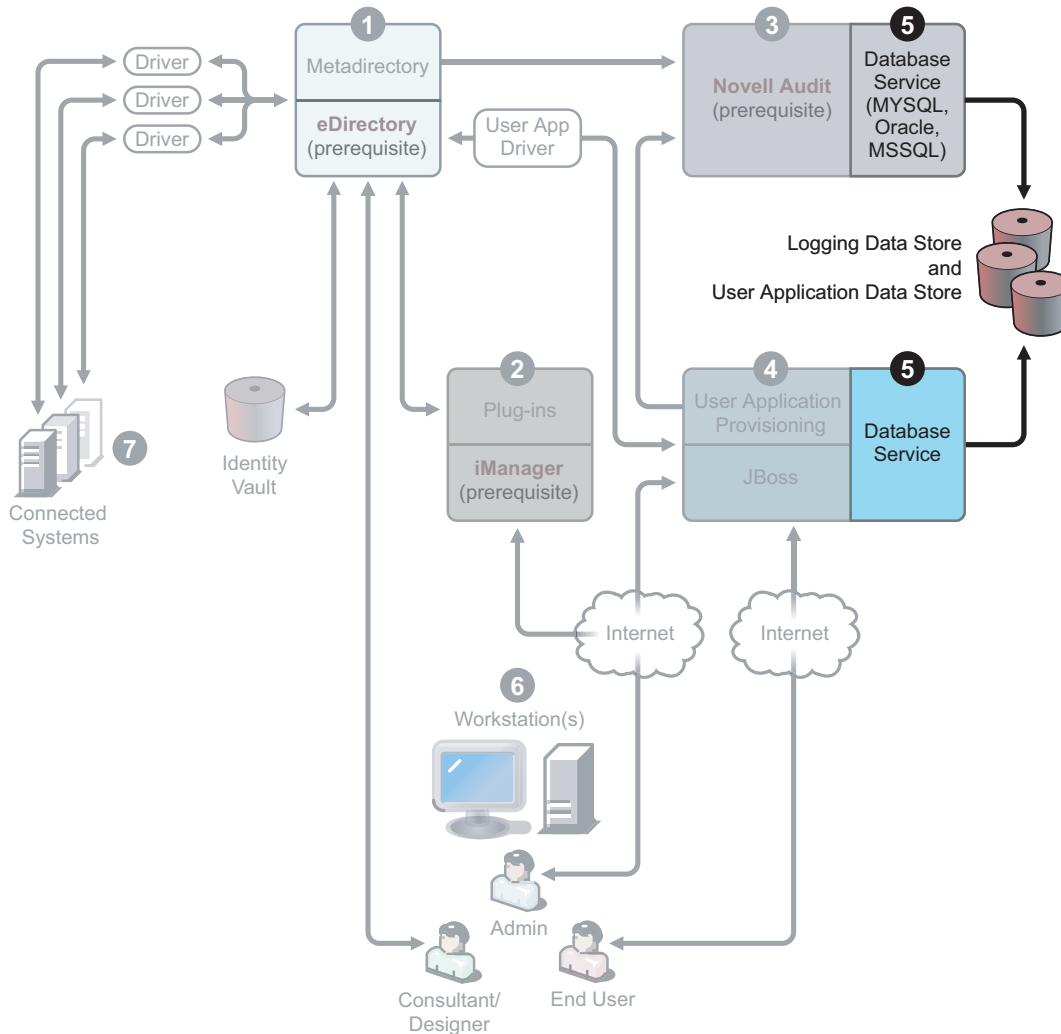 1
3
5
Driver
Metadirectory
Novell Audit
(prerequisite)
Database
Service
(MYSQL,
Oracle,
MSSQL)
Driver
Driver
eDirectory
(prerequisite)
User App
Driver
Logging Data Store
and
User Application Data Store
2
4
5
Plug-ins
User Application
Provisioning
Database
Service
7
Identity
Vault
iManager
(prerequisite)
JBoss
Connected
Systems
Internet
Internet
6
Workstation(s)
Admin
Consultant/
Designer
End User